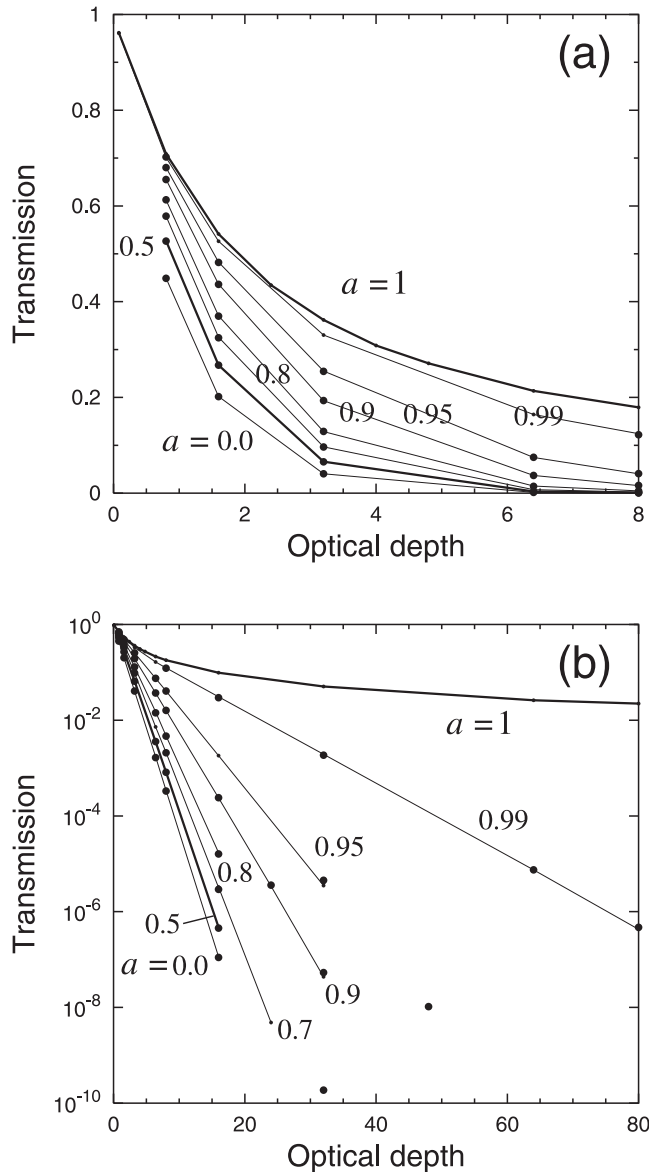 (a)
1
0.8
0.6
0.4
0.2
0
Transmission
0.5
a = 1
0.8
0.9
0.95
0.99
a = 0.0
0 2 4 6 8
Optical depth
(b)
10^0
10^-2
10^-4
10^-6
10^-8
10^-10
Transmission
a = 1
0.99
0.95
0.8
0.5
a = 0.0
0.9
0.7
0 20 40 60 80
Optical depth